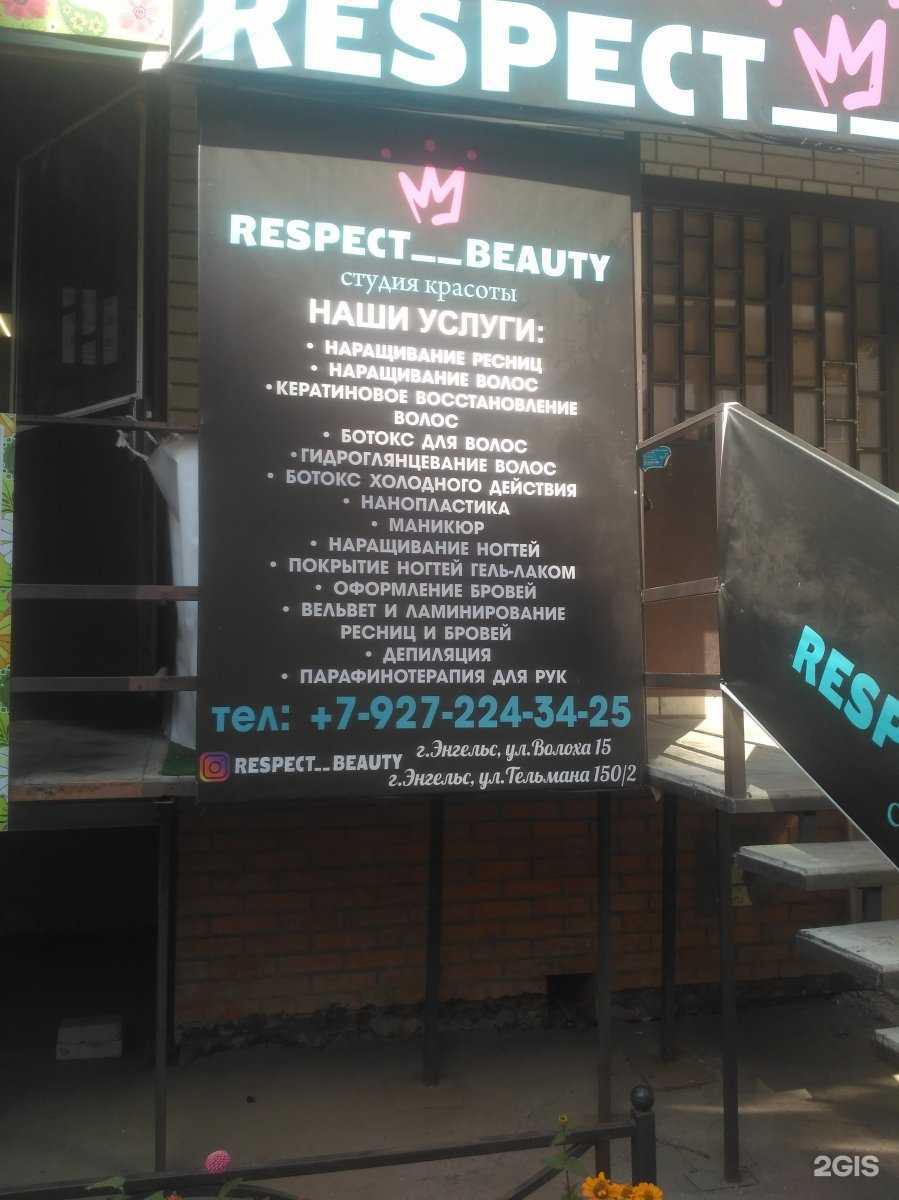 RESPECT__
RESPECT__BEAUTY
студия красоты
НАШИ УСЛУГИ:
• НАРАЩИВАНИЕ РЕСНИЦ
• НАРАЩИВАНИЕ ВОЛОС
• КЕРАТИНОВОЕ ВОССТАНОВЛЕНИЕ
ВОЛОС
• БОТОКС ДЛЯ ВОЛОС
• ГИДРОГЛЯНЦЕВАНИЕ ВОЛОС
• БОТОКС ХОЛОДНОГО ДЕЙСТВИЯ
• НАНОПЛАСТИКА
• МАНИКЮР
• НАРАЩИВАНИЕ НОГТЕЙ
• ПОКРЫТИЕ НОГТЕЙ ГЕЛЬ-ЛАКОМ
• ОФОРМЛЕНИЕ БРОВЕЙ
• ВЕЛЬВЕТ И ЛАМИНИРОВАНИЕ
РЕСНИЦ И БРОВЕЙ
• ДЕПИЛЯЦИЯ
• ПАРАФИНОТЕРАПИЯ ДЛЯ РУК
тел: +7-927-224-34-25
RESPECT__BEAUTY
г.Энгельс, ул.Волоха 15
г.Энгельс, ул.Тельмана 150/2
RESP
с
2GIS